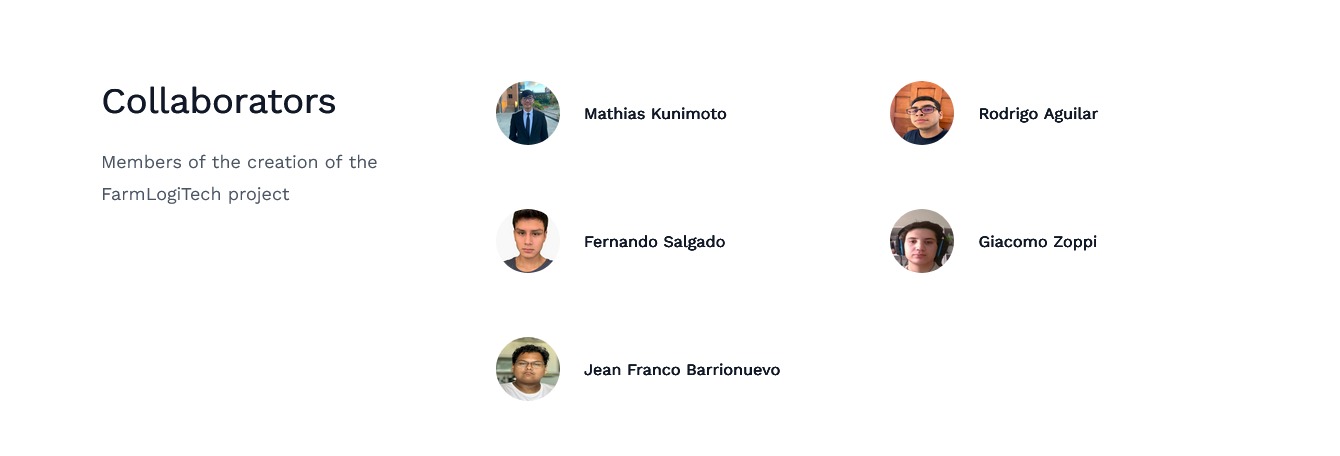 Collaborators
Members of the creation of the
FarmLogiTech project
Mathias Kunimoto
Rodrigo Aguilar
Fernando Salgado
Giacomo Zoppi
Jean Franco Barrionuevo